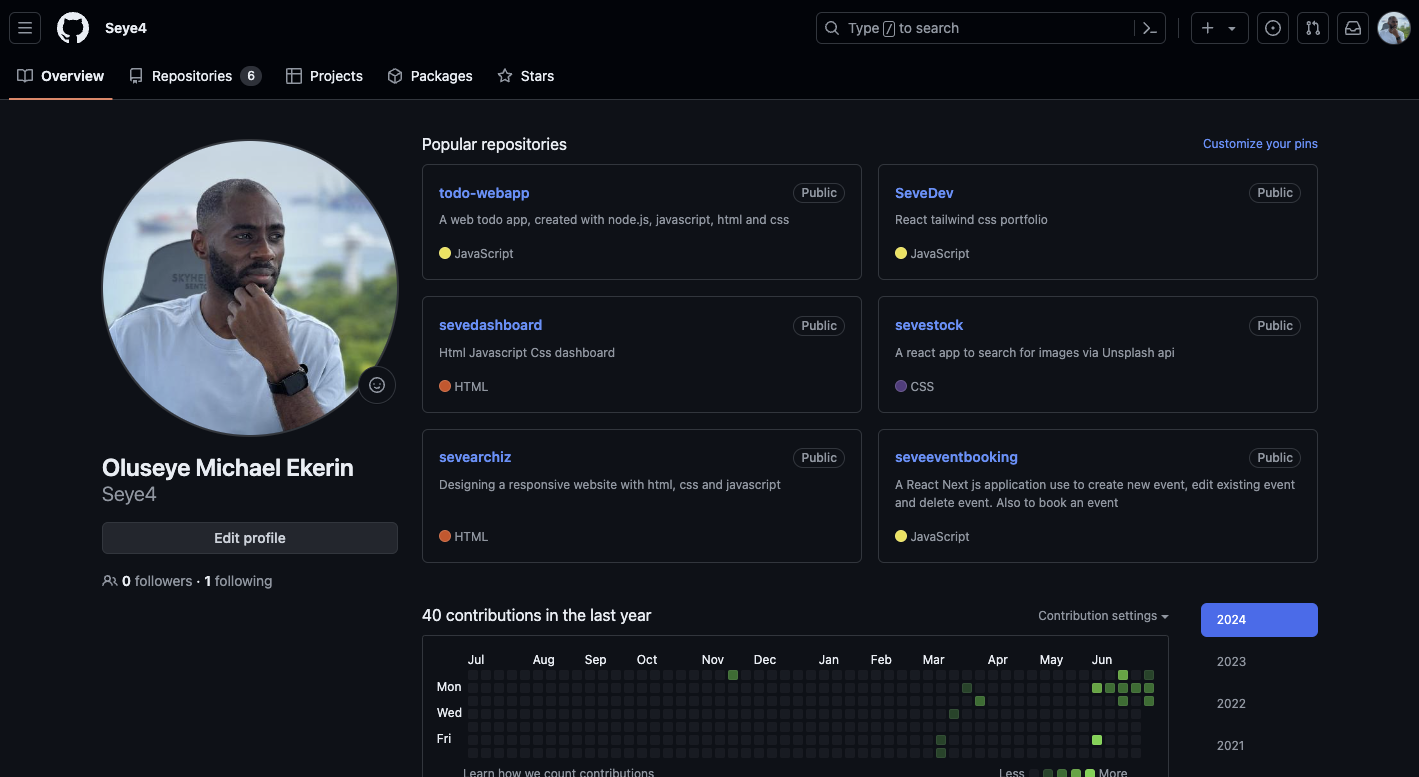 Seye4
Type / to search
Overview
Repositories 6
Projects
Packages
Stars
Oluseye Michael Ekerin
Seye4
Edit profile
0 followers · 1 following
Popular repositories
Customize your pins
todo-webapp
Public
A web todo app, created with node.js, javascript, html and css
JavaScript
SeveDev
Public
React tailwind css portfolio
JavaScript
sevedashboard
Public
Html Javascript Css dashboard
HTML
sevestock
Public
A react app to search for images via Unsplash api
CSS
sevearchiz
Public
Designing a responsive website with html, css and javascript
HTML
seveeventbooking
Public
A React Next js application use to create new event, edit existing event
and delete event. Also to book an event
JavaScript
40 contributions in the last year
Contribution settings
2024
2023
2022
2021
Jul Aug Sep Oct Nov Dec Jan Feb Mar Apr May Jun
Mon
Wed
Fri
Learn how we count contributions
Less
More